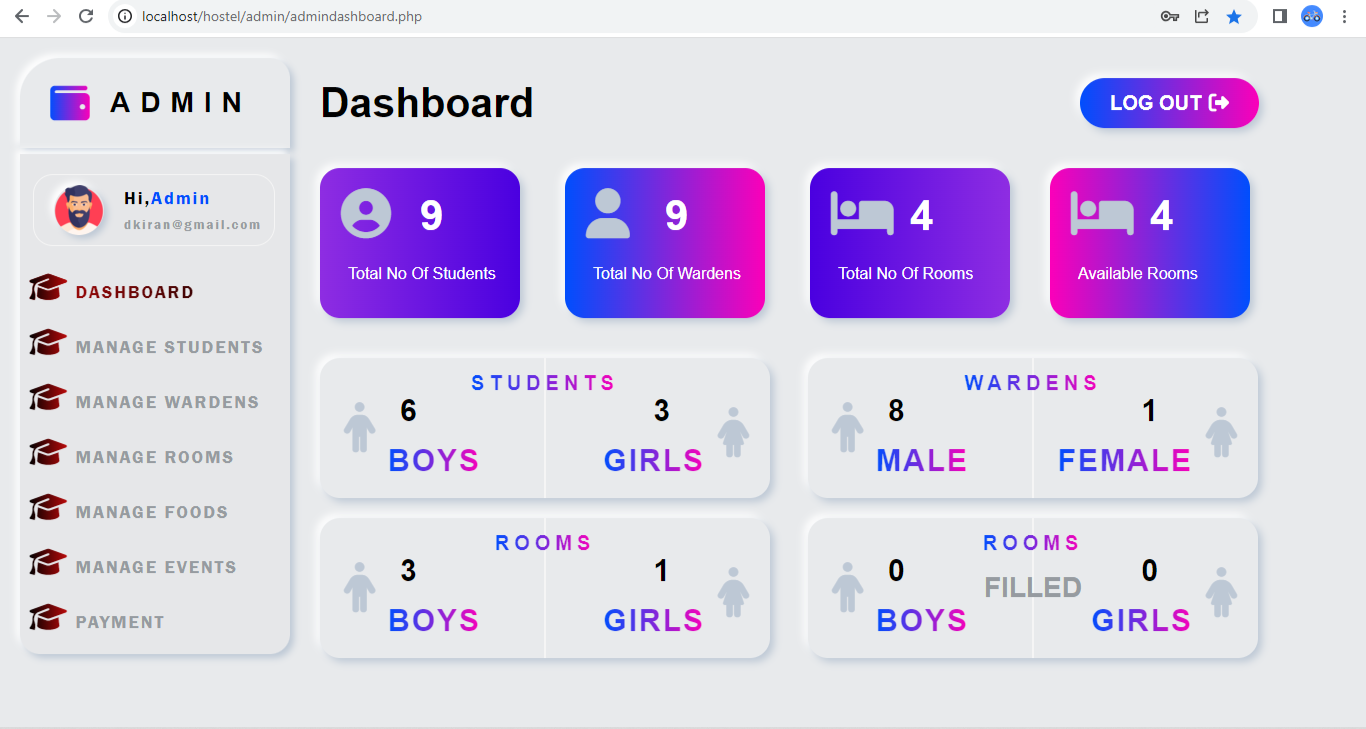 localhost/hostel/admin/admindashboard.php
ADMIN
Hi,Admin
dkiran@gmail.com
DASHBOARD
MANAGE STUDENTS
MANAGE WARDENS
MANAGE ROOMS
MANAGE FOODS
MANAGE EVENTS
PAYMENT
Dashboard
LOG OUT
9
Total No Of Students
9
Total No Of Wardens
4
Total No Of Rooms
4
Available Rooms
STUDENTS
6
BOYS
3
GIRLS
WARDENS
8
MALE
1
FEMALE
ROOMS
3
BOYS
1
GIRLS
ROOMS
FILLED
0
BOYS
0
GIRLS